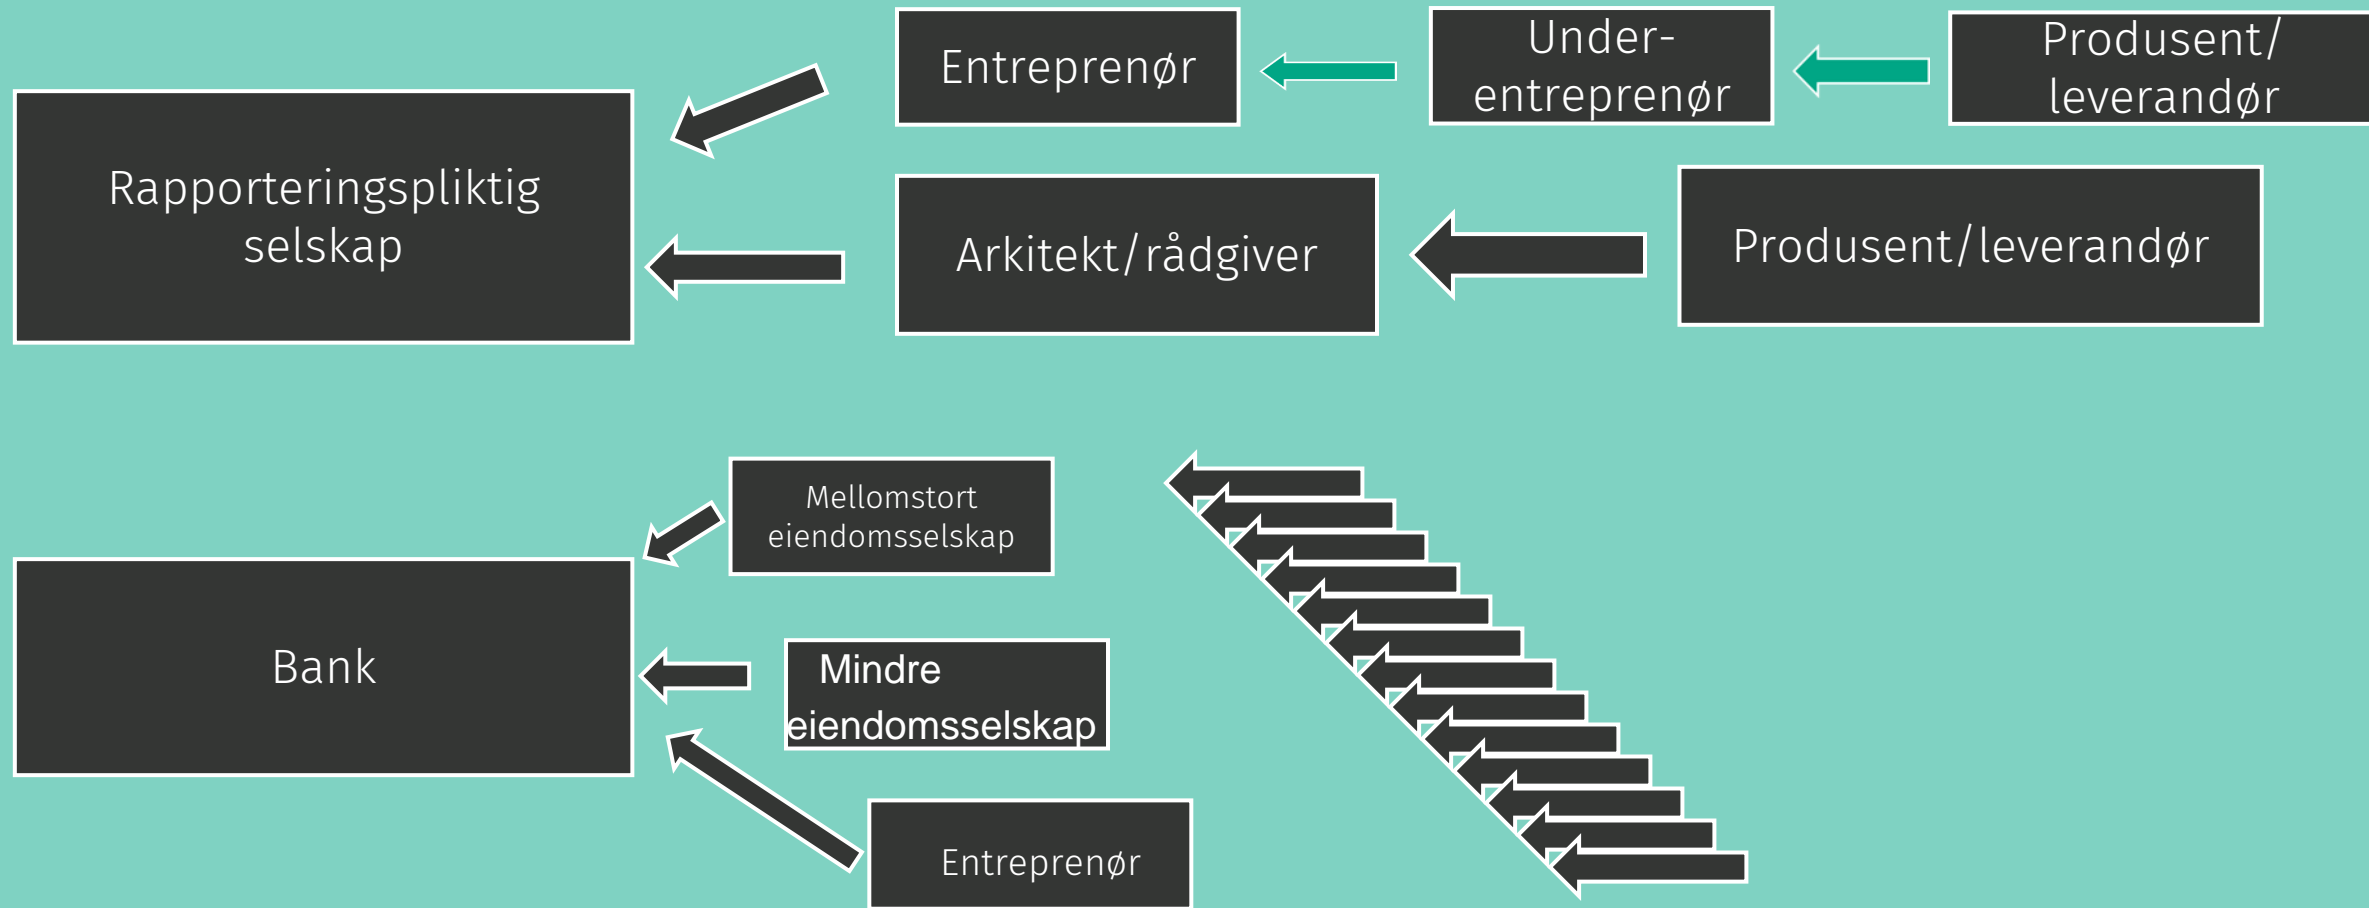 Entreprenør
Under-
entreprenør
Produsent/
leverandør
Rapporteringspliktig
selskap
Arkitekt/rådgiver
Produsent/leverandør
Mellomstort
eiendomsselskap
Bank
Mindre
eiendomsselskap
Entreprenør